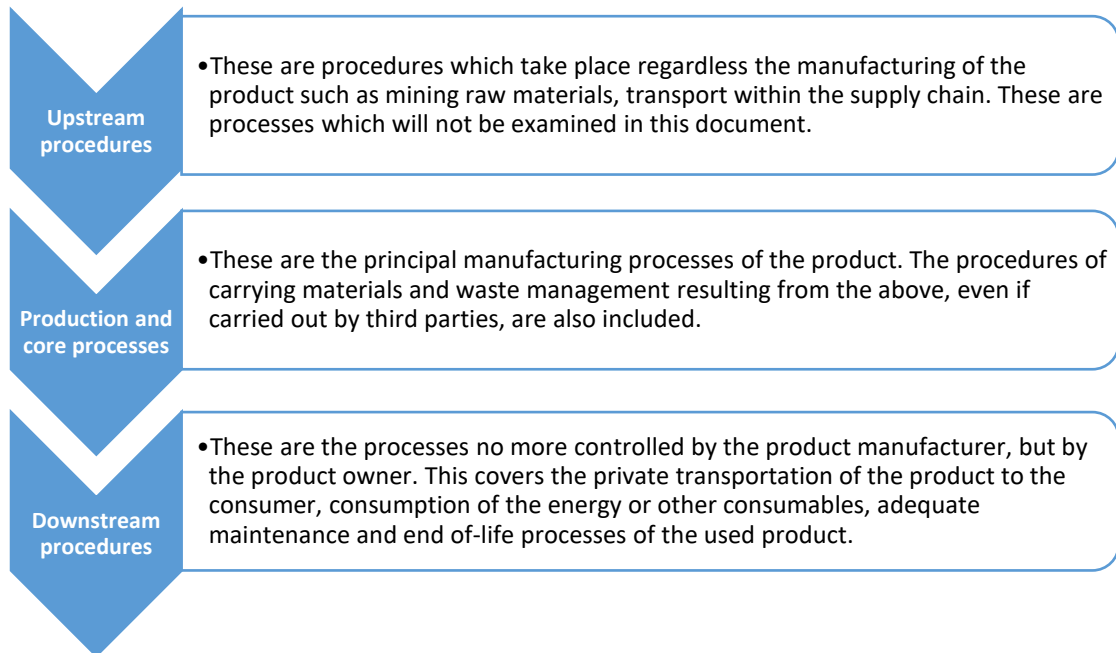 Upstream
procedures
•These are procedures which take place regardless the manufacturing of the
product such as mining raw materials, transport within the supply chain. These are
processes which will not be examined in this document.
Production and
core processes
•These are the principal manufacturing processes of the product. The procedures of
carrying materials and waste management resulting from the above, even if
carried out by third parties, are also included.
Downstream
procedures
•These are the processes no more controlled by the product manufacturer, but by
the product owner. This covers the private transportation of the product to the
consumer, consumption of the energy or other consumables, adequate
maintenance and end of-life processes of the used product.